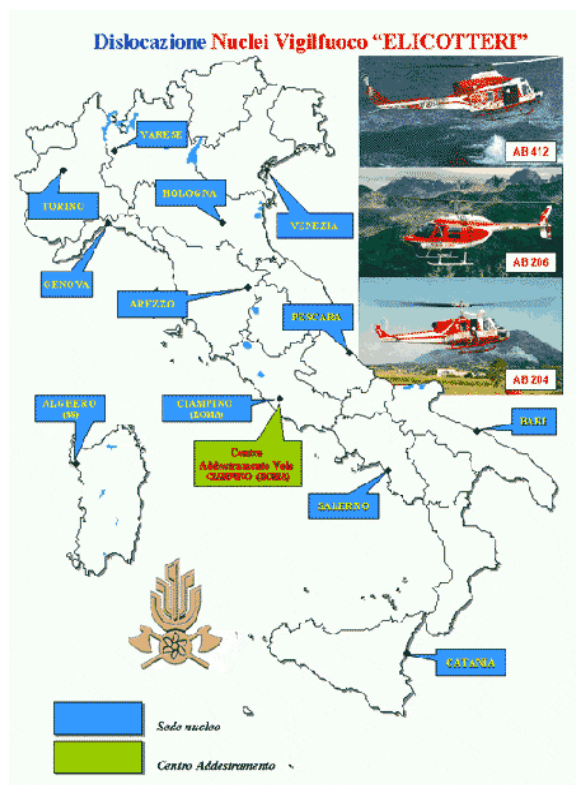 Dislocazione Nuclei Vigilfuoco “ELICOTTERI”
VARESE
AB 412
TORINO
BOLOGNA
VENEZIA
AB 206
GENOVA
AREZZO
PESCARA
AB 204
ALGHERO
(SS)
CIAMPINO
(ROMA)
BARI
Centro
Addestramento Volo
CIAMPINO (ROMA)
SALERNO
CATANIA
Sede nucleo
Centro Addestramento